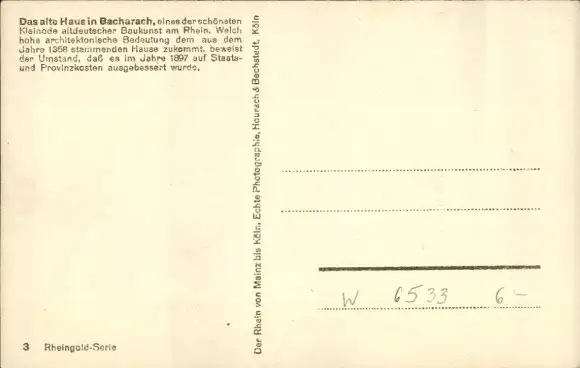 Das alte Haus in Bacharach, eines der schönsten
Kleinode altdeutscher Baukunst am Rhein. Welch
hohe architektonische Bedeutung dem aus dem
Jahre 1368 stammenden Hause zukommt, beweist
der Umstand, daß es im Jahre 1897 auf Staats-
und Provinzkosten ausgebessert wurde.
Der Rhein von Mainz bis Köln. Echte Photographie, Hoursch & Bechstedt, Köln
W 6533 6-
3 Rheingold-Serie